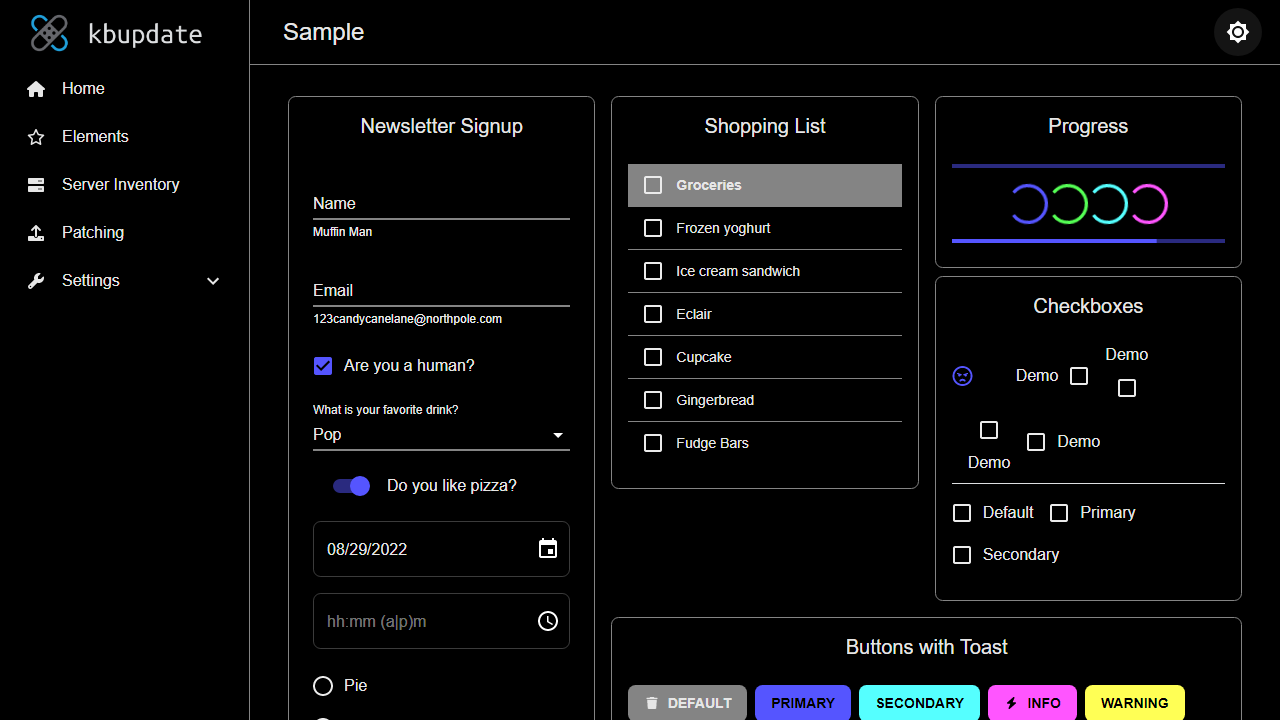 kbupdate
Home
Elements
Server Inventory
Patching
Settings
Sample
Newsletter Signup
Name
Muffin Man
Email
123candycanelane@northpole.com
Are you a human?
What is your favorite drink?
Pop
Do you like pizza?
08/29/2022
hh:mm (a|p)m
Pie
Shopping List
Groceries
Frozen yoghurt
Ice cream sandwich
Eclair
Cupcake
Gingerbread
Fudge Bars
Progress
Checkboxes
Demo
Demo
Demo
Demo
Default Primary
Secondary
Buttons with Toast
DEFAULT PRIMARY SECONDARY INFO WARNING